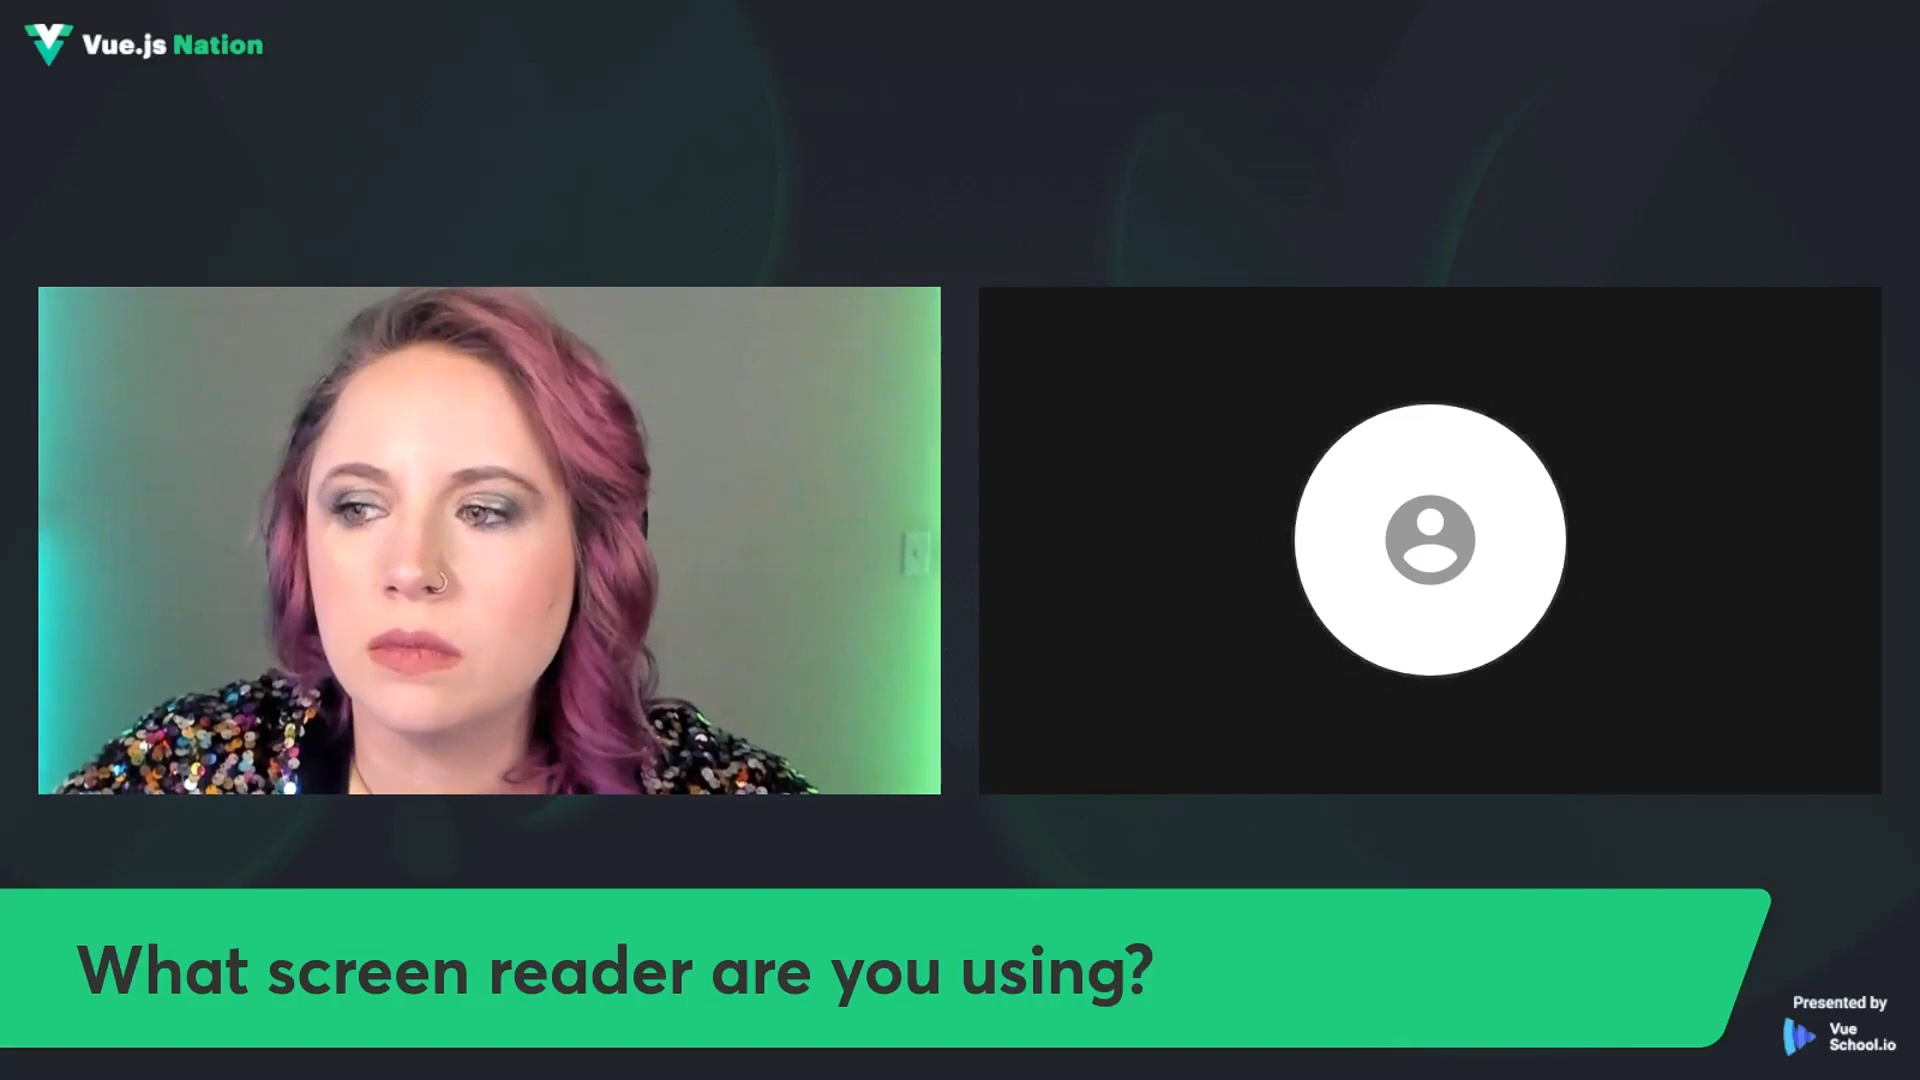 Vue.js Nation
What screen reader are you using?
Presented by
Vue
School.io